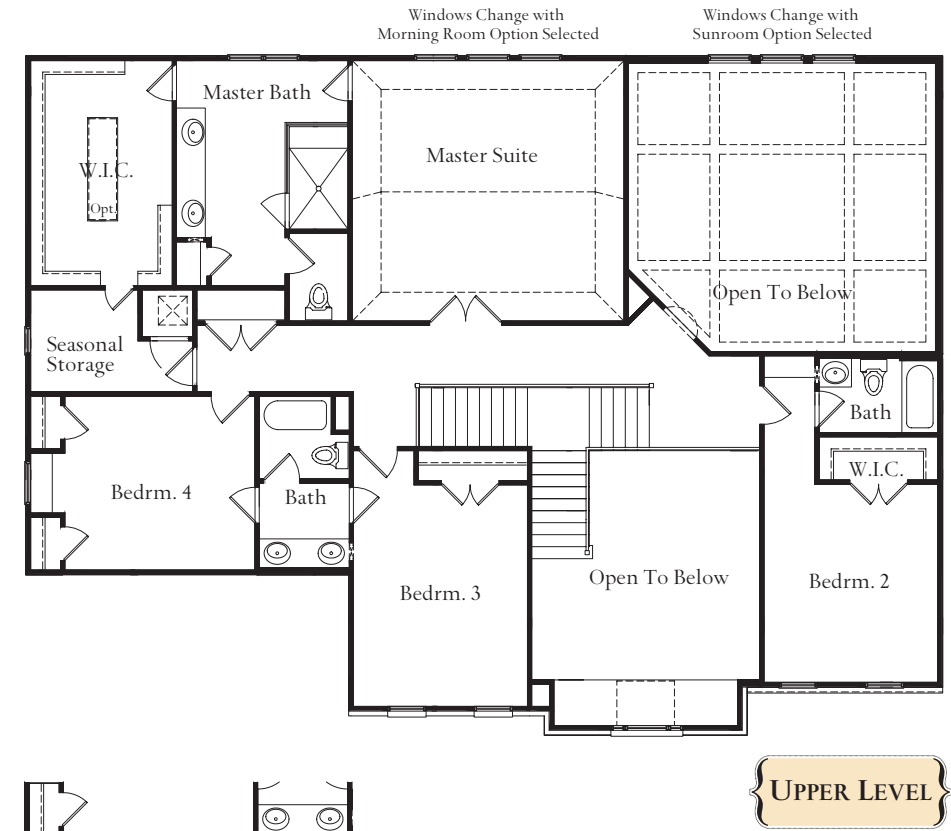 Windows Change with
Morning Room Option Selected
Windows Change with
Sunroom Option Selected
Master Bath
W.I.C.
Opt.
Master Suite
Open To Below
Seasonal
Storage
Bath
W.I.C.
Bedrm. 4
Bath
Bedrm. 3
Open To Below
Bedrm. 2
UPPER LEVEL